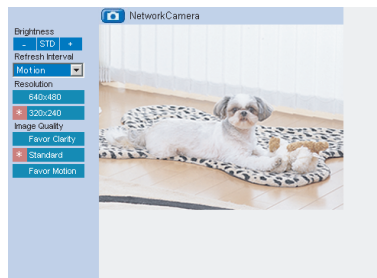 NetworkCamera
Brightness
- STD +
Refresh Interval
Motion
Resolution
640x480
* 320x240
Image Quality
Favor Clarity
* Standard
Favor Motion